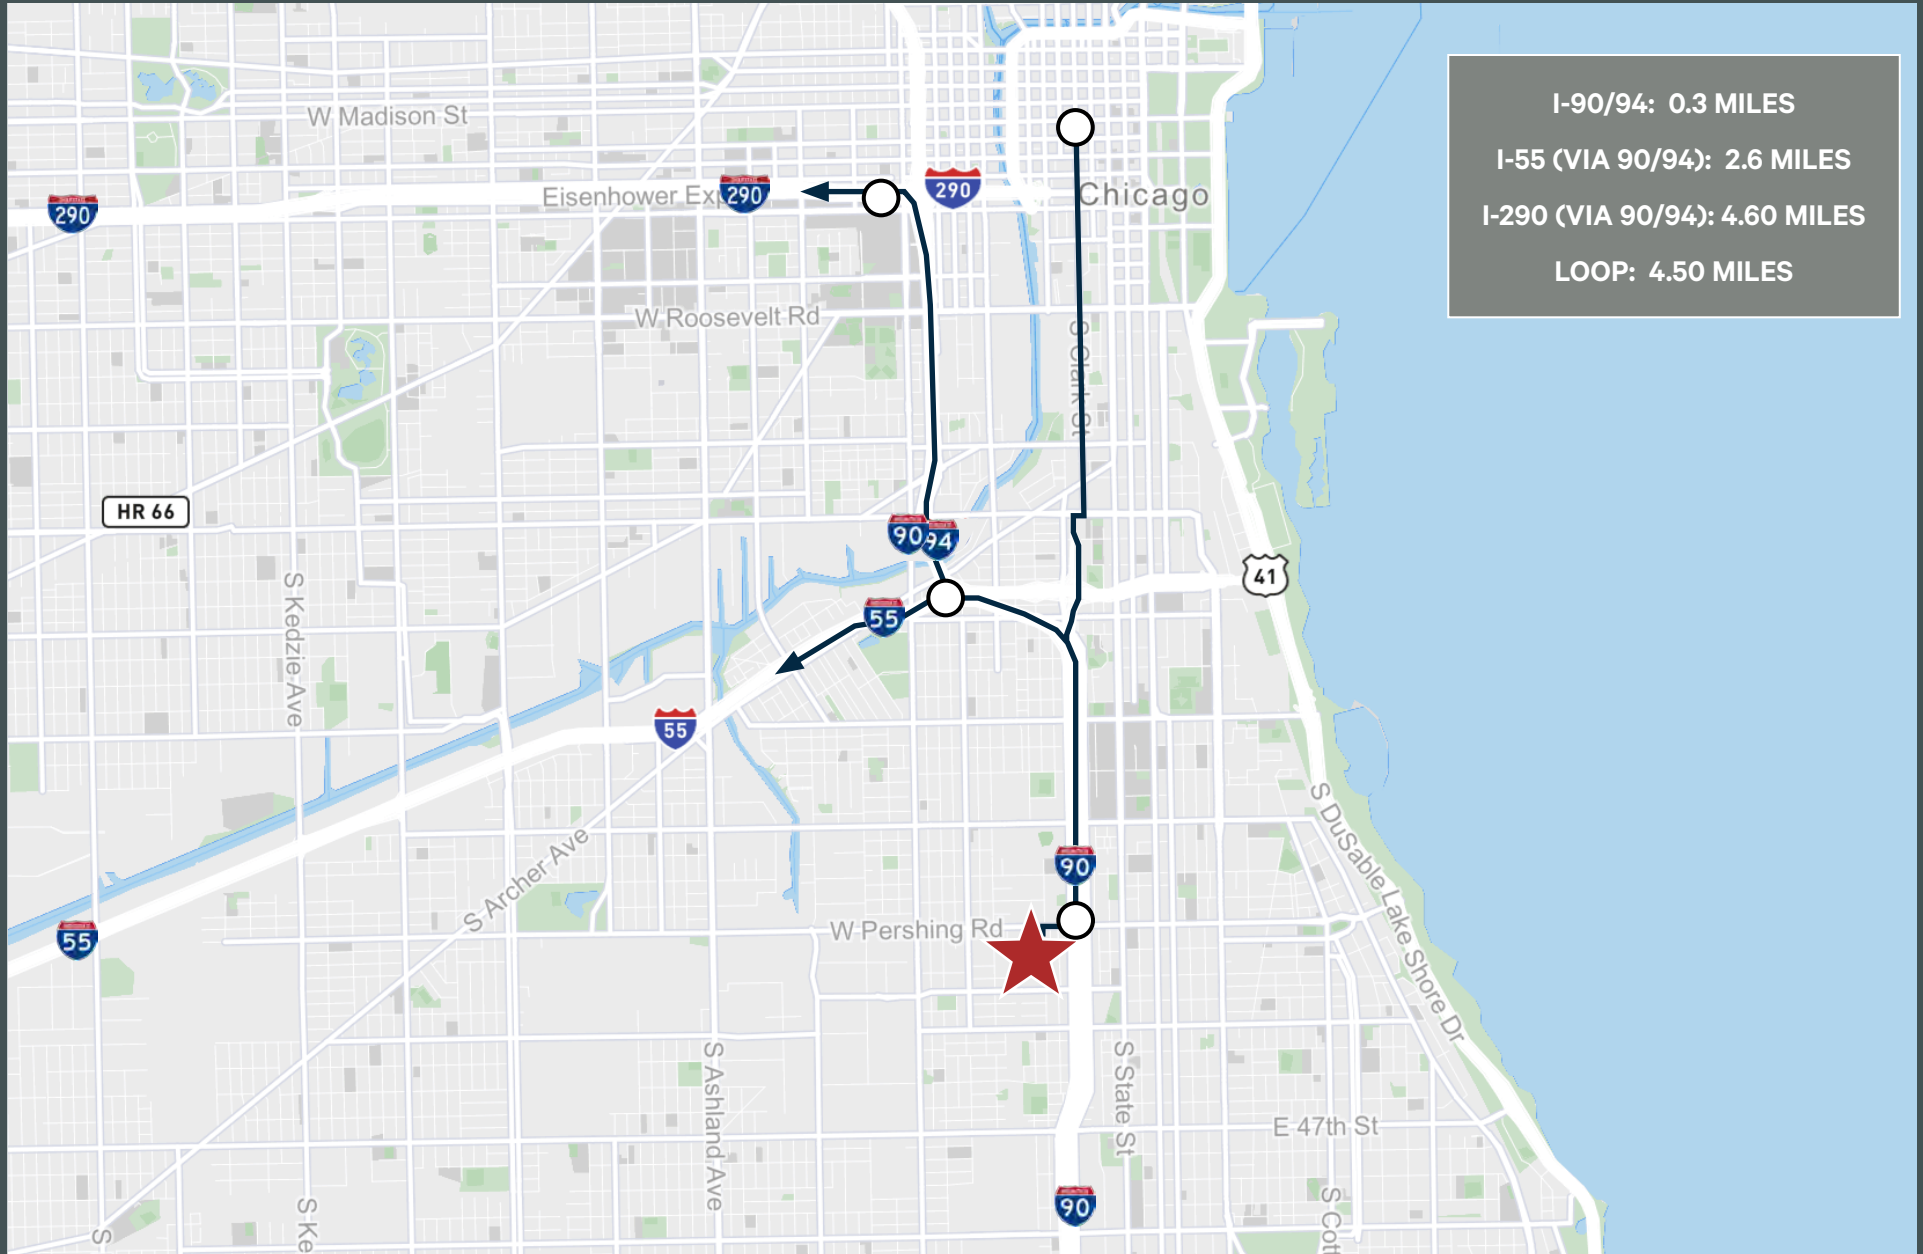 I-90/94: 0.3 MILES
I-55 (VIA 90/94): 2.6 MILES
I-290 (VIA 90/94): 4.60 MILES
LOOP: 4.50 MILES
W Madison St
Eisenhower Exp
290
290
290
Chicago
W Roosevelt Rd
S Clark St
HR 66
90
94
41
S Kedzie Ave
55
55
S DuSable Lake Shore Dr
S Archer Ave
90
W Pershing Rd
55
S Ashland Ave
S State St
E 47th St
90
S Ke
S Cott
S